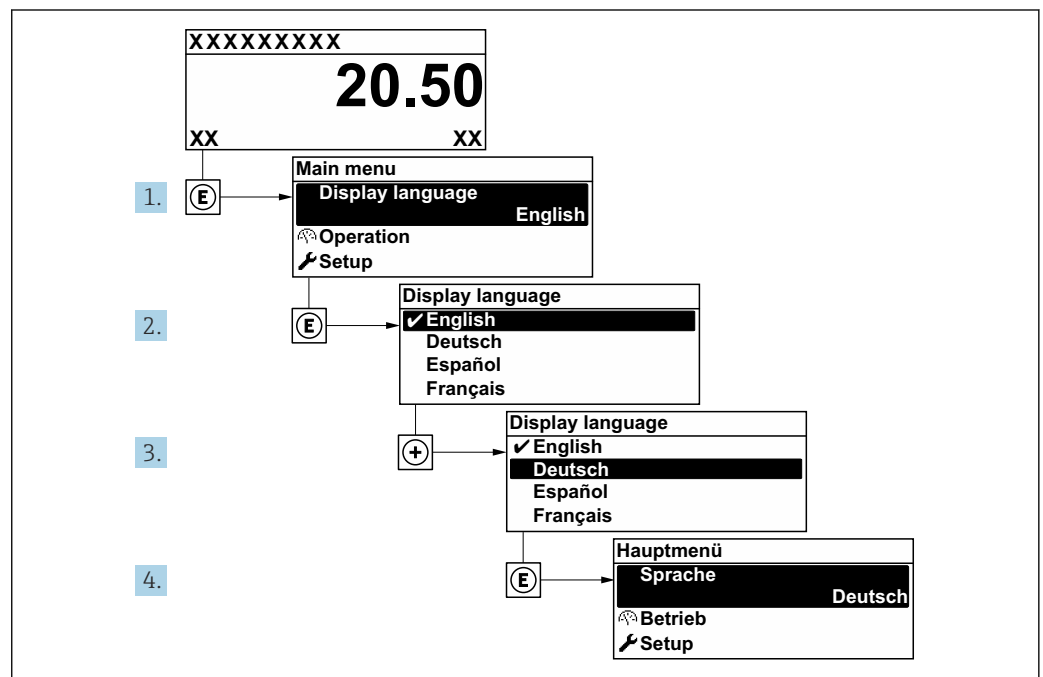 XXXXXXXXX
20.50
XX XX
1.
E
Main menu
Display language
English
Operation
Setup
2.
E
Display language
✔English
Deutsch
Español
Français
3.
+
Display language
✔English
Deutsch
Español
Français
4.
E
Hauptmenü
Sprache
Deutsch
Betrieb
Setup